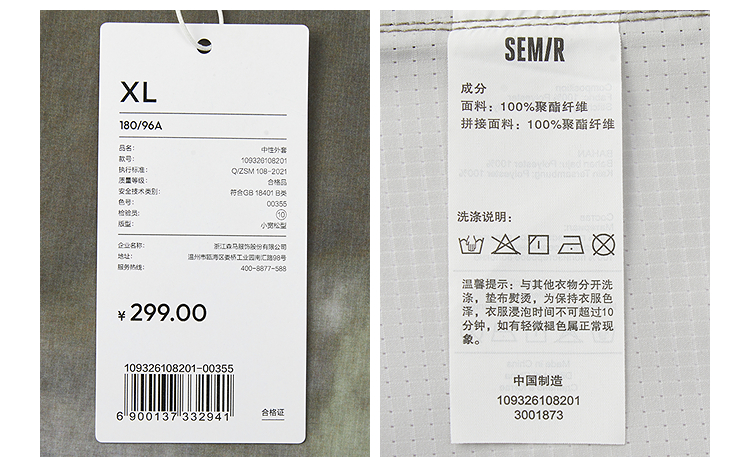 XL
180/96A
品名: 中性外套
款号: 109326108201
执行标准: Q/ZSM 108-2021
质量等级: 合格品
安全技术类别: 符合GB 18401 B类
色号: 00355
检验员: 10
版型: 小宽松型
企业名称: 浙江森马服饰股份有限公司
地址: 温州市瓯海区娄桥工业园南汇路98号
服务热线: 400-8877-588
¥ 299.00
109326108201-00355
6 900137 332941
合格证
SEMIR
成分
面料: 100%聚酯纤维
拼接面料: 100%聚酯纤维
洗涤说明:
温馨提示: 与其他衣物分开洗
涤, 垫布熨烫, 为保持衣服色
泽, 衣服浸泡时间不可超过10
分钟, 如有轻微褪色属正常现
象。
中国制造
109326108201
3001873